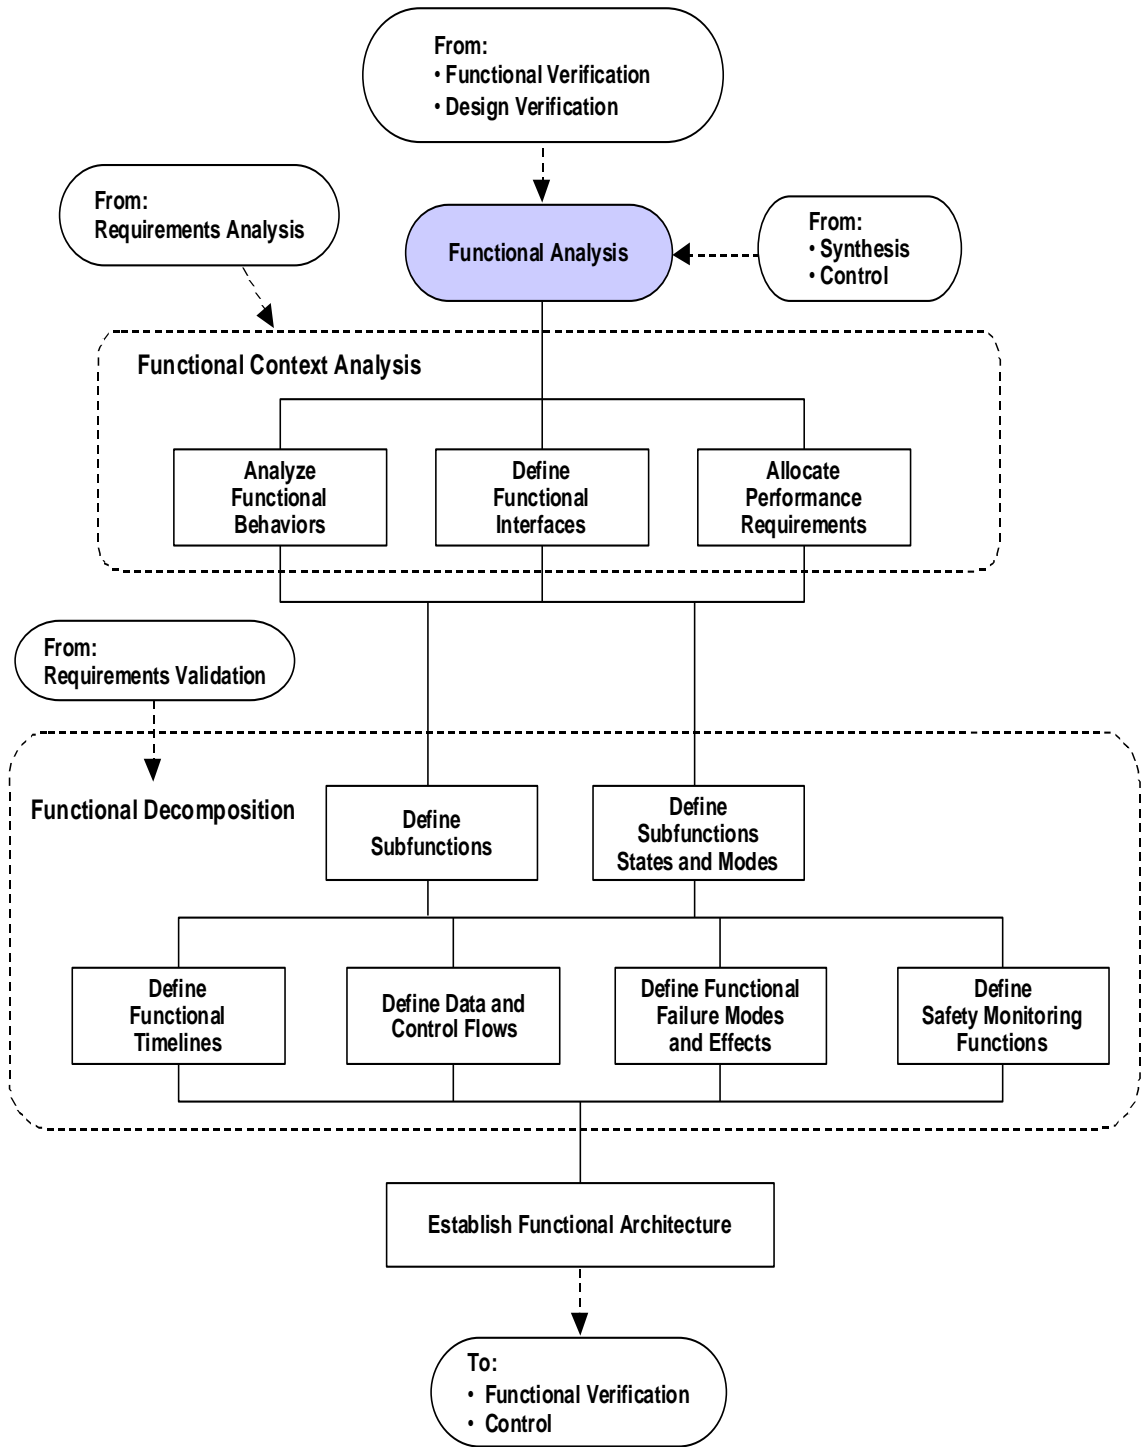 From:
• Functional Verification
• Design Verification
From:
Requirements Analysis
Functional Analysis
From:
• Synthesis
• Control
Functional Context Analysis
Analyze
Functional
Behaviors
Define
Functional
Interfaces
Allocate
Performance
Requirements
From:
Requirements Validation
Functional Decomposition
Define
Subfunctions
Define
Subfunctions
States and Modes
Define
Functional
Timelines
Define Data and
Control Flows
Define Functional
Failure Modes
and Effects
Define
Safety Monitoring
Functions
Establish Functional Architecture
To:
• Functional Verification
• Control